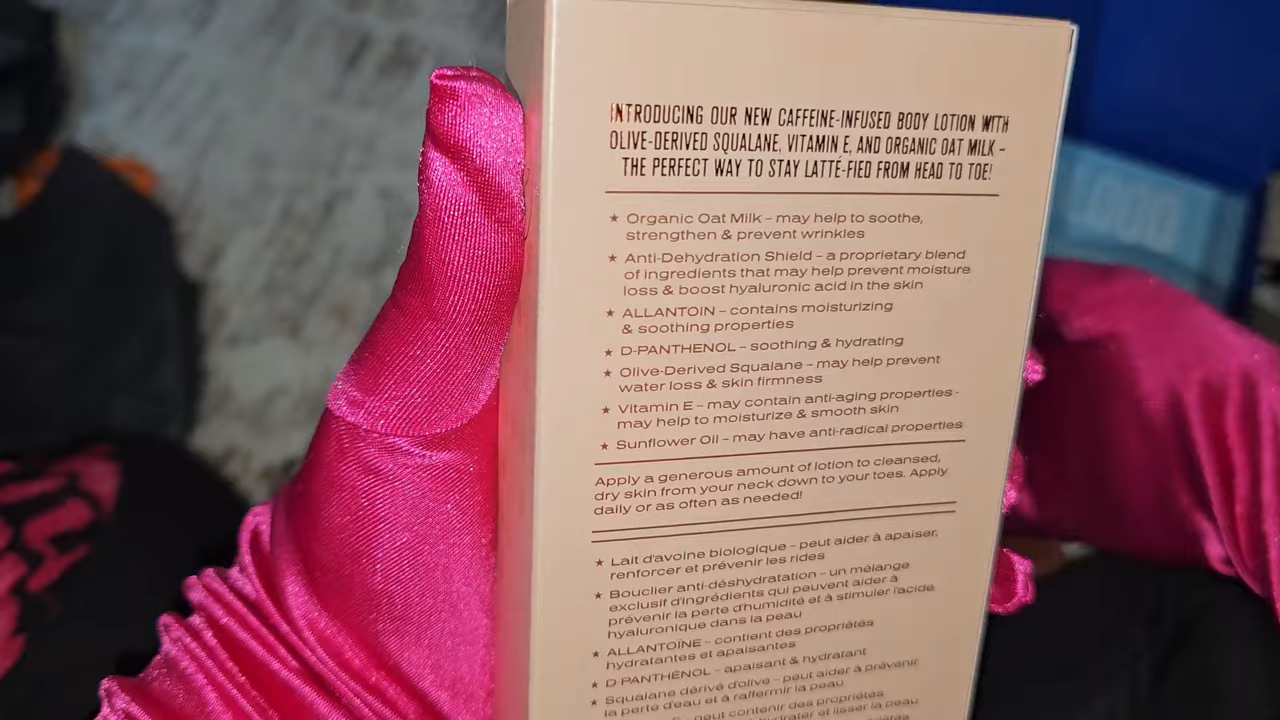 INTRODUCING OUR NEW CAFFEINE-INFUSED BODY LOTION WITH
OLIVE-DERIVED SQUALANE, VITAMIN E, AND ORGANIC OAT MILK –
THE PERFECT WAY TO STAY LATTÉ-FIED FROM HEAD TO TOE!
★ Organic Oat Milk – may help to soothe,
strengthen & prevent wrinkles
★ Anti-Dehydration Shield – a proprietary blend
of ingredients that may help prevent moisture
loss & boost hyaluronic acid in the skin
★ ALLANTOIN – contains moisturizing
& soothing properties
★ D-PANTHENOL – soothing & hydrating
★ Olive-Derived Squalane – may help prevent
water loss & skin firmness
★ Vitamin E – may contain anti-aging properties -
may help to moisturize & smooth skin
★ Sunflower Oil – may have anti-radical properties
Apply a generous amount of lotion to cleansed,
dry skin from your neck down to your toes. Apply
daily or as often as needed!
★ Lait d'avoine biologique – peut aider à apaiser,
renforcer et prévenir les rides
★ Bouclier anti-déshydratation – un mélange
exclusif d'ingrédients qui peuvent aider à
prévenir la perte d'humidité et à stimuler l'acide
hyaluronique dans la peau
★ ALLANTOÏNE – contient des propriétés
hydratantes et apaisantes
★ D-PANTHÉNOL – apaisant & hydratant
★ Squalane dérivé d'olive – peut aider à prévenir
la perte d'eau et à raffermir la peau
E – peut contenir des propriétés
hydrater et lisser la peau